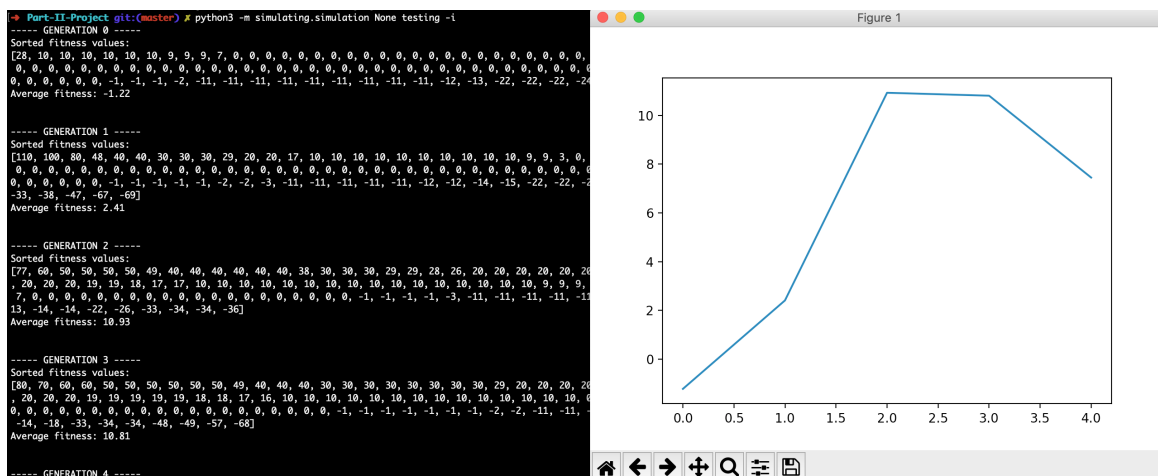 → Part-II-Project git:(master) ✗ python3 -m simulating.simulation None testing -i
----- GENERATION 0 -----
Sorted fitness values:
[28, 10, 10, 10, 10, 10, 10, 9, 9, 9, 7, 0, 0, 0, 0, 0, 0, 0, 0, 0, 0, 0, 0, 0, 0, 0, 0, 0, 0, 0, 0, 0, 0,
0, 0, 0, 0, 0, 0, 0, 0, 0, 0, 0, 0, 0, 0, 0, 0, 0, 0, 0, 0, 0, 0, 0, 0, 0, 0, 0, 0, 0, 0, 0, 0, 0, 0, 0
0, 0, 0, 0, 0, 0, -1, -1, -1, -2, -11, -11, -11, -11, -11, -11, -11, -11, -11, -12, -13, -22, -22, -22, -24
Average fitness: -1.22
----- GENERATION 1 -----
Sorted fitness values:
[110, 100, 80, 48, 40, 40, 30, 30, 30, 29, 20, 20, 17, 10, 10, 10, 10, 10, 10, 10, 10, 10, 10, 9, 9, 3, 0,
0, 0, 0, 0, 0, 0, 0, 0, 0, 0, 0, 0, 0, 0, 0, 0, 0, 0, 0, 0, 0, 0, 0, 0, 0, 0, 0, 0, 0, 0, 0, 0, 0, 0, 0
0, 0, 0, 0, 0, 0, -1, -1, -1, -1, -1, -2, -2, -3, -11, -11, -11, -11, -11, -12, -12, -14, -15, -22, -22, -2
-33, -38, -47, -67, -69]
Average fitness: 2.41
----- GENERATION 2 -----
Sorted fitness values:
[77, 60, 50, 50, 50, 50, 49, 40, 40, 40, 40, 40, 40, 38, 30, 30, 30, 29, 29, 28, 26, 20, 20, 20, 20, 20, 20
, 20, 20, 20, 19, 19, 18, 17, 17, 10, 10, 10, 10, 10, 10, 10, 10, 10, 10, 10, 10, 10, 10, 10, 10, 9, 9, 9,
7, 0, 0, 0, 0, 0, 0, 0, 0, 0, 0, 0, 0, 0, 0, 0, 0, 0, 0, 0, 0, -1, -1, -1, -1, -3, -11, -11, -11, -11, -11
13, -14, -14, -22, -26, -33, -34, -34, -36]
Average fitness: 10.93
----- GENERATION 3 -----
Sorted fitness values:
[80, 70, 60, 60, 50, 50, 50, 50, 50, 50, 49, 40, 40, 40, 30, 30, 30, 30, 30, 30, 30, 30, 29, 20, 20, 20, 20
, 20, 20, 20, 19, 19, 19, 19, 19, 18, 18, 17, 16, 10, 10, 10, 10, 10, 10, 10, 10, 10, 10, 10, 10, 10, 10, 0
0, 0, 0, 0, 0, 0, 0, 0, 0, 0, 0, 0, 0, 0, 0, 0, 0, 0, 0, 0, -1, -1, -1, -1, -1, -1, -1, -2, -2, -11, -11, -
-14, -18, -33, -34, -34, -48, -49, -57, -68]
Average fitness: 10.81
----- GENERATION 4 -----
Figure 1
10
8
6
4
2
0
0.0 0.5 1.0 1.5 2.0 2.5 3.0 3.5 4.0